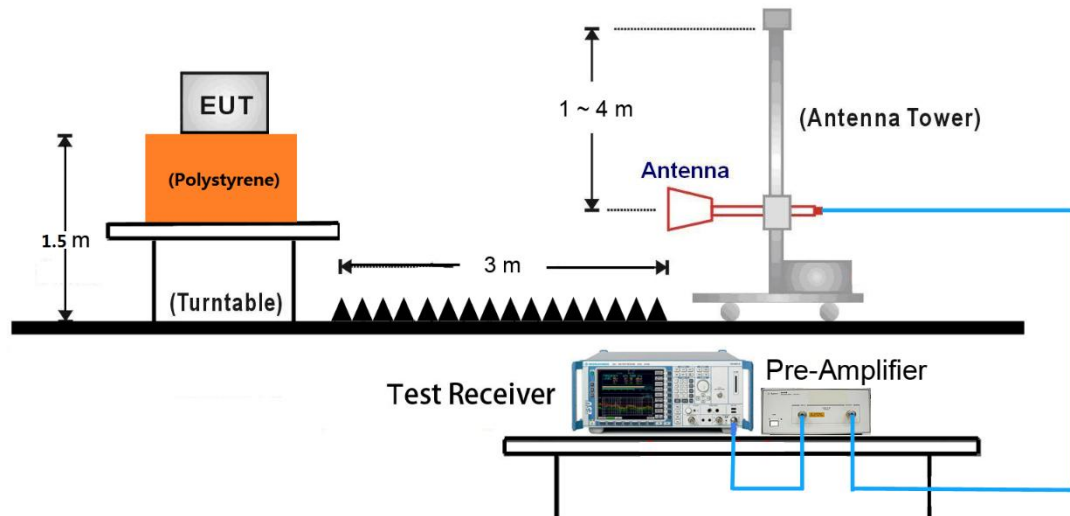 EUT
(Polystyrene)
1.5 m
(Turntable)
3 m
1 ~ 4 m
Antenna
(Antenna Tower)
Test Receiver
Pre-Amplifier